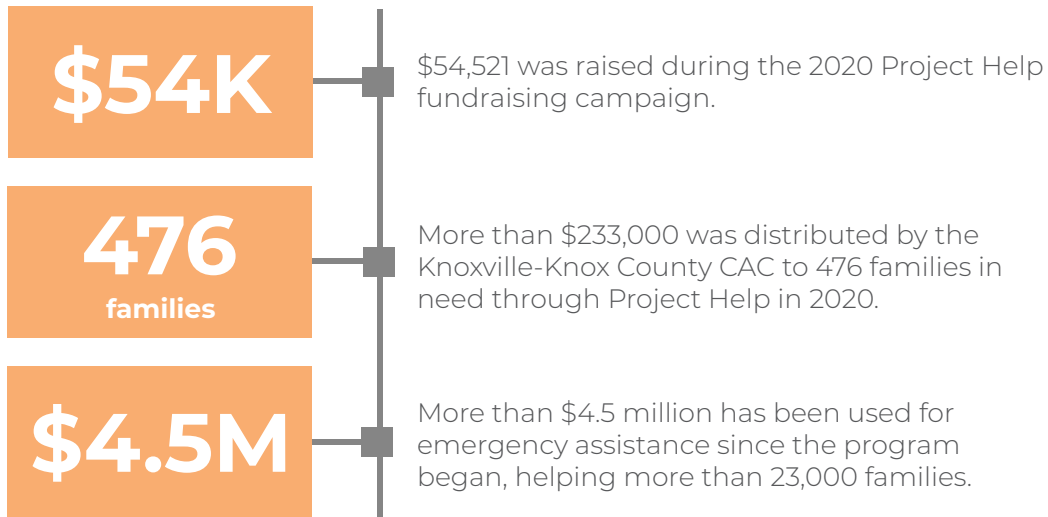 $54K
$54,521 was raised during the 2020 Project Help
fundraising campaign.
476
families
More than $233,000 was distributed by the
Knoxville-Knox County CAC to 476 families in
need through Project Help in 2020.
$4.5M
More than $4.5 million has been used for
emergency assistance since the program
began, helping more than 23,000 families.